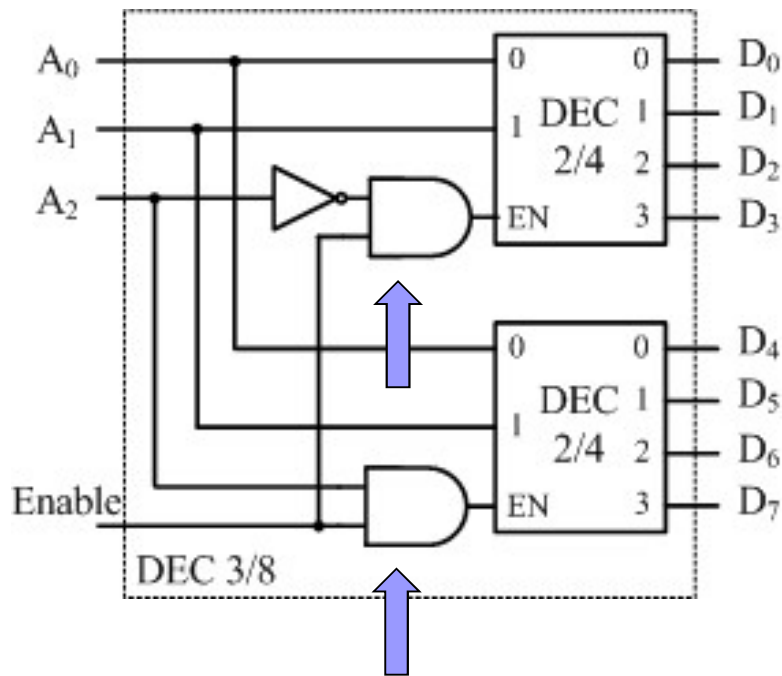 A₀
A₁
A₂
Enable
0
1
EN
DEC
2/4
0
1
2
3
D₀
D₁
D₂
D₃
0
1
EN
DEC
2/4
0
1
2
3
D₄
D₅
D₆
D₇
DEC 3/8